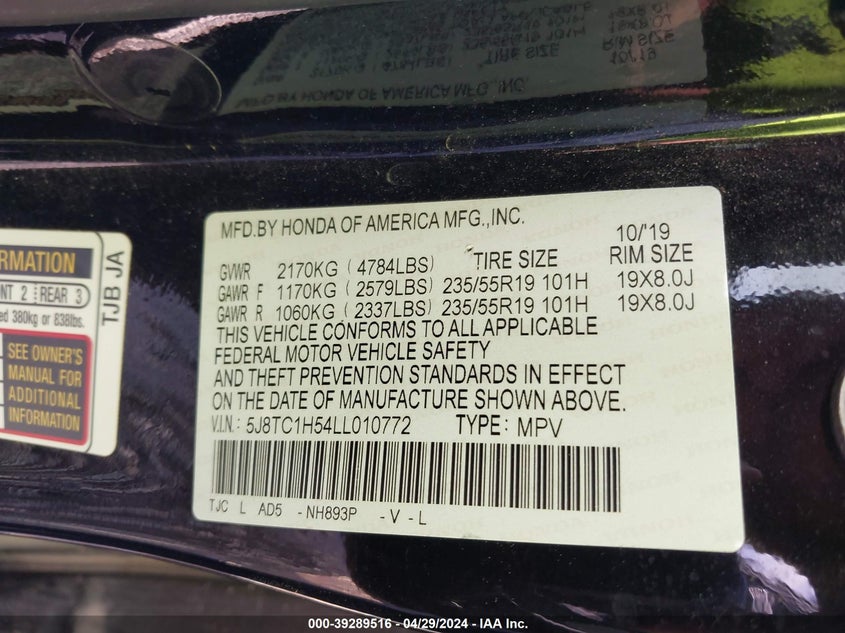 MFD.BY HONDA OF AMERICA MFG.,INC.
10/'19
GVWR 2170KG (4784LBS) TIRE SIZE RIM SIZE
GAWR F 1170KG (2579LBS) 235/55R19 101H 19X8.0J
GAWR R 1060KG (2337LBS) 235/55R19 101H 19X8.0J
THIS VEHICLE CONFORMS TO ALL APPLICABLE
FEDERAL MOTOR VEHICLE SAFETY
AND THEFT PREVENTION STANDARDS IN EFFECT
ON THE DATE OF MANUFACTURE SHOWN ABOVE.
V.I.N.: 5J8TC1H54LL010772 TYPE: MPV
TJC L AD5 -NH893P -V-L
2 REAR 3
380kg or 838lbs.
SEE OWNER'S
MANUAL FOR
ADDITIONAL
INFORMATION
TJB JA
000-39289516 - 04/29/2024 - IAA Inc.